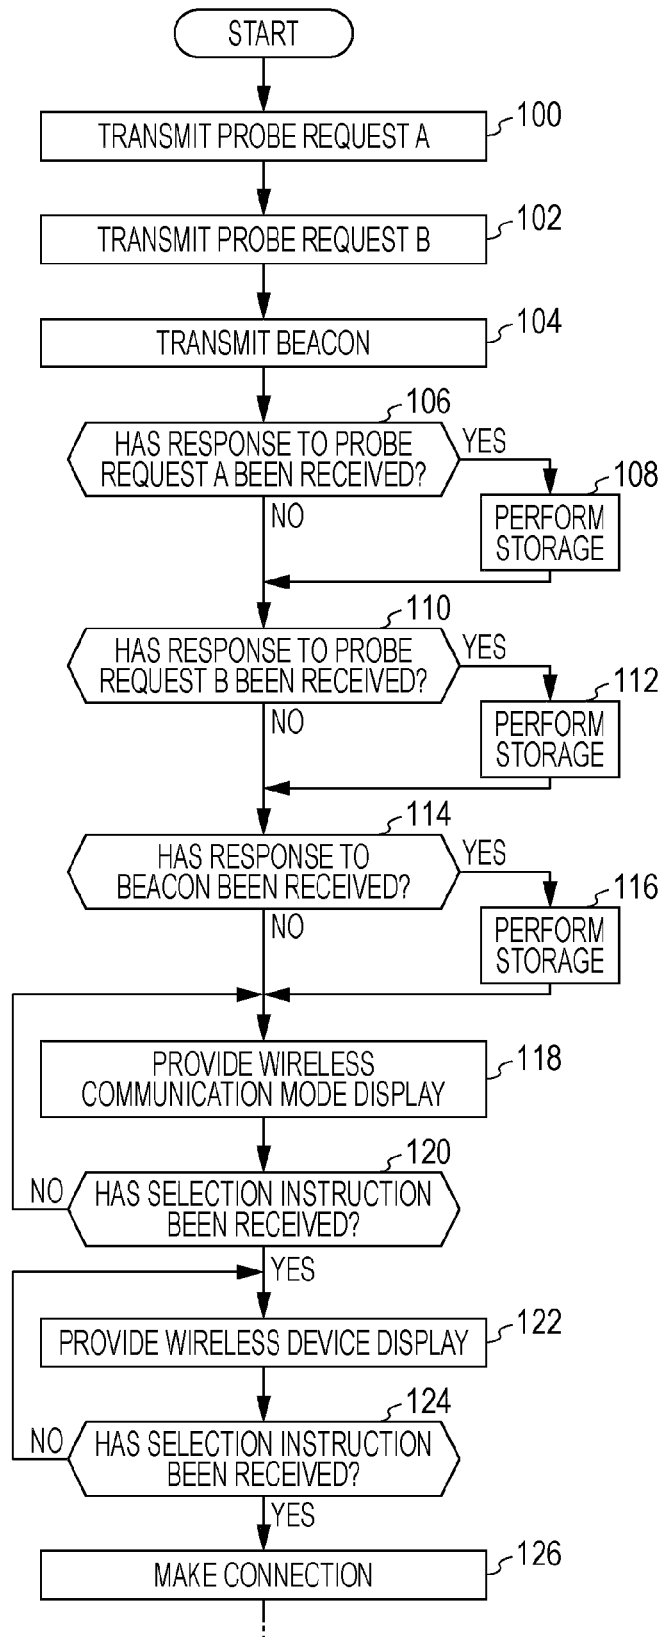 START
100
TRANSMIT PROBE REQUEST A
102
TRANSMIT PROBE REQUEST B
104
TRANSMIT BEACON
106
HAS RESPONSE TO PROBE
REQUEST A BEEN RECEIVED?
YES
108
NO
PERFORM
STORAGE
110
HAS RESPONSE TO PROBE
REQUEST B BEEN RECEIVED?
YES
112
NO
PERFORM
STORAGE
114
HAS RESPONSE TO
BEACON BEEN RECEIVED?
YES
116
NO
PERFORM
STORAGE
118
PROVIDE WIRELESS
COMMUNICATION MODE DISPLAY
120
NO
HAS SELECTION INSTRUCTION
BEEN RECEIVED?
YES
122
PROVIDE WIRELESS DEVICE DISPLAY
124
NO
HAS SELECTION INSTRUCTION
BEEN RECEIVED?
YES
126
MAKE CONNECTION